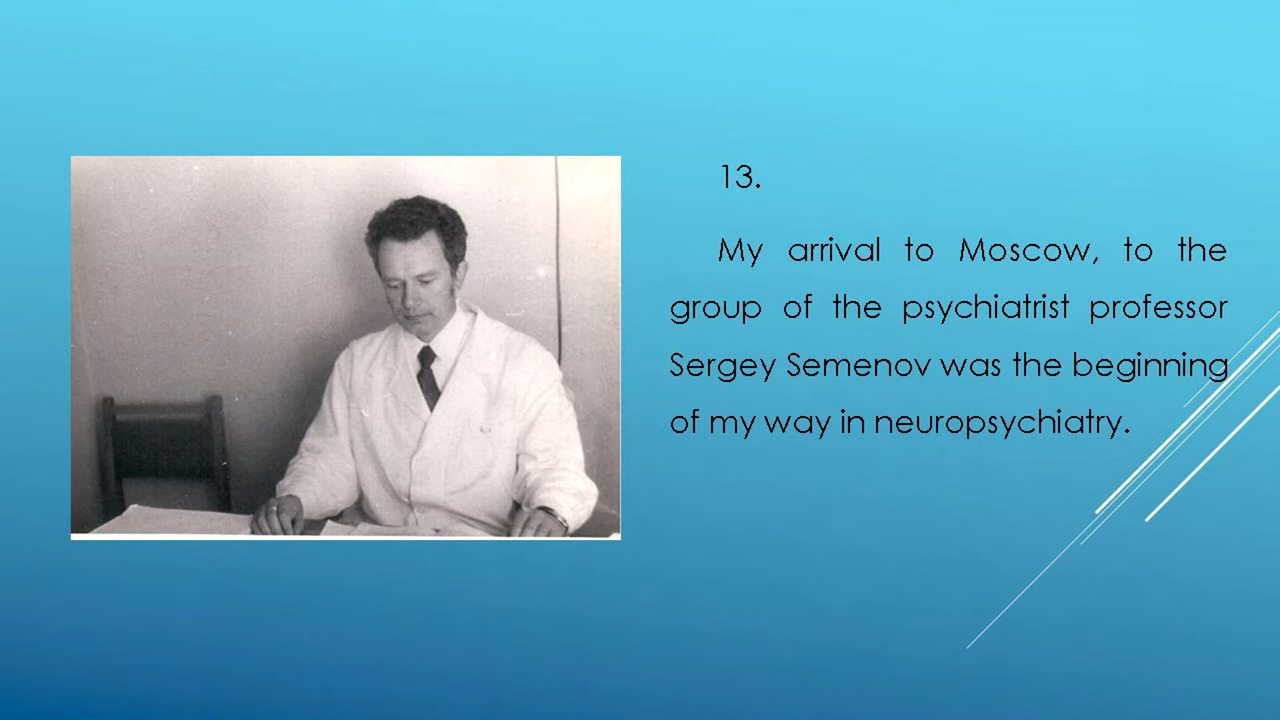 13.
My arrival to Moscow, to the
group of the psychiatrist professor
Sergey Semenov was the beginning
of my way in neuropsychiatry.